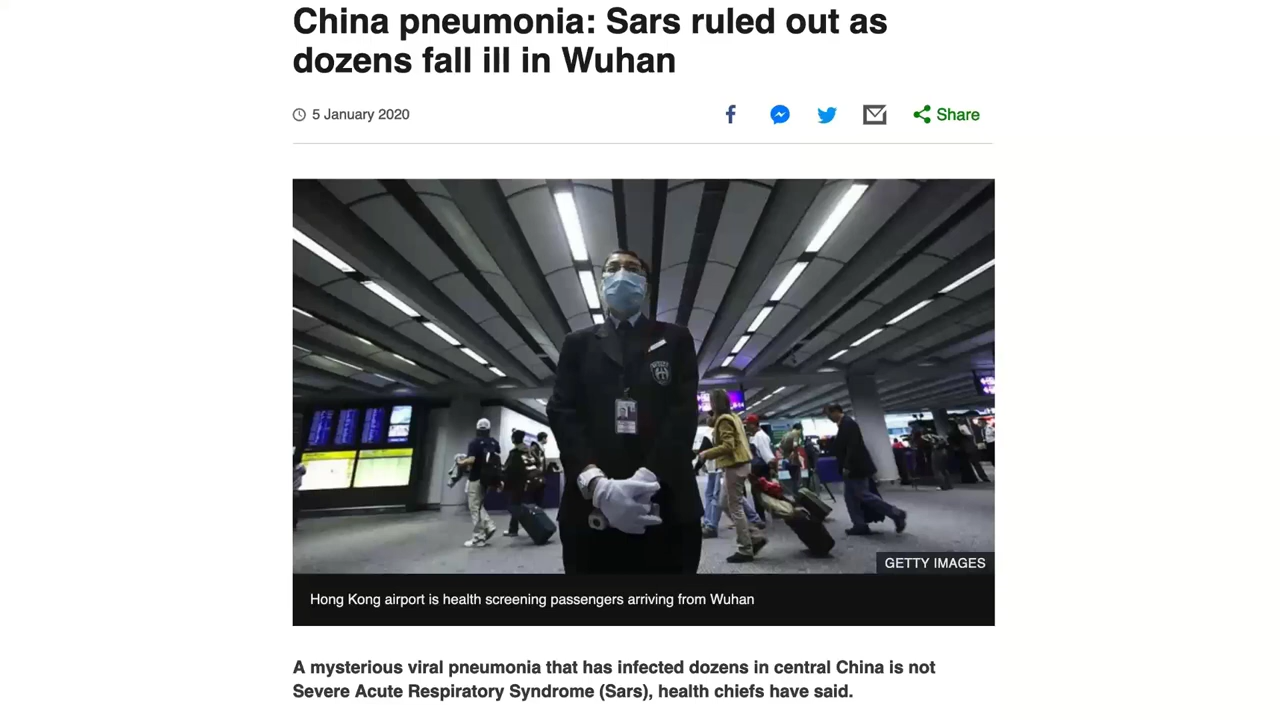 China pneumonia: Sars ruled out as
dozens fall ill in Wuhan
5 January 2020
Share
GETTY IMAGES
Hong Kong airport is health screening passengers arriving from Wuhan
A mysterious viral pneumonia that has infected dozens in central China is not
Severe Acute Respiratory Syndrome (Sars), health chiefs have said.